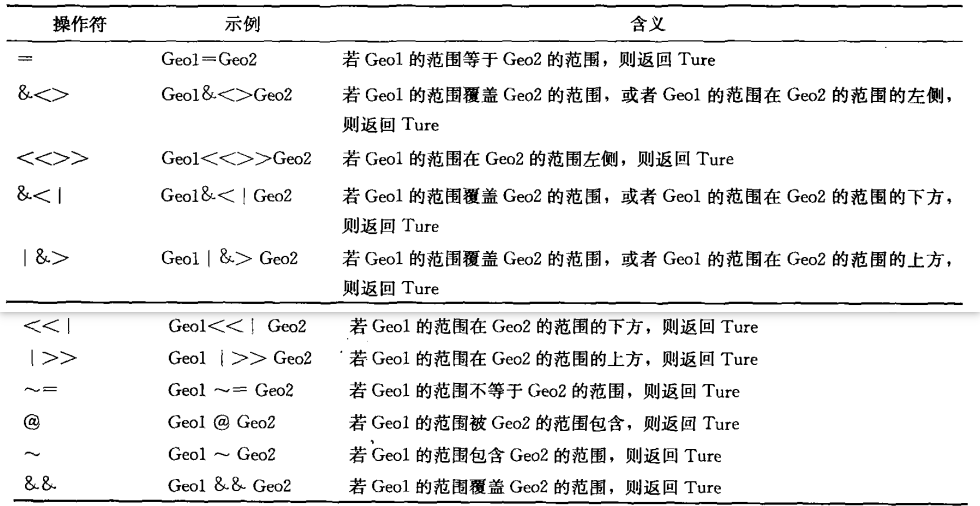 操作符 示例 含义
= Geo1=Geo2 若 Geo1 的范围等于 Geo2 的范围，则返回 Ture
&<> Geo1&<>Geo2 若 Geo1 的范围覆盖 Geo2 的范围，或者 Geo1 的范围在 Geo2 的范围的左侧，
则返回 Ture
<<>> Geo1<<>>Geo2 若 Geo1 的范围在 Geo2 的范围左侧，则返回 Ture
&<| Geo1&<| Geo2 若 Geo1 的范围覆盖 Geo2 的范围，或者 Geo1 的范围在 Geo2 的范围的下方，
则返回 Ture
|&> Geo1|&> Geo2 若 Geo1 的范围覆盖 Geo2 的范围，或者 Geo1 的范围在 Geo2 的范围的上方，
则返回 Ture
<<| Geo1<<| Geo2 若 Geo1 的范围在 Geo2 的范围的下方，则返回 Ture
|>> Geo1 |>> Geo2 若 Geo1 的范围在 Geo2 的范围的上方，则返回 Ture
~= Geo1 ~= Geo2 若 Geo1 的范围不等于 Geo2 的范围，则返回 Ture
@ Geo1 @ Geo2 若 Geo1 的范围被 Geo2 的范围包含，则返回 Ture
~ Geo1 ~ Geo2 若 Geo1 的范围包含 Geo2 的范围，则返回 Ture
&& Geo1 && Geo2 若 Geo1 的范围覆盖 Geo2 的范围，则返回 Ture